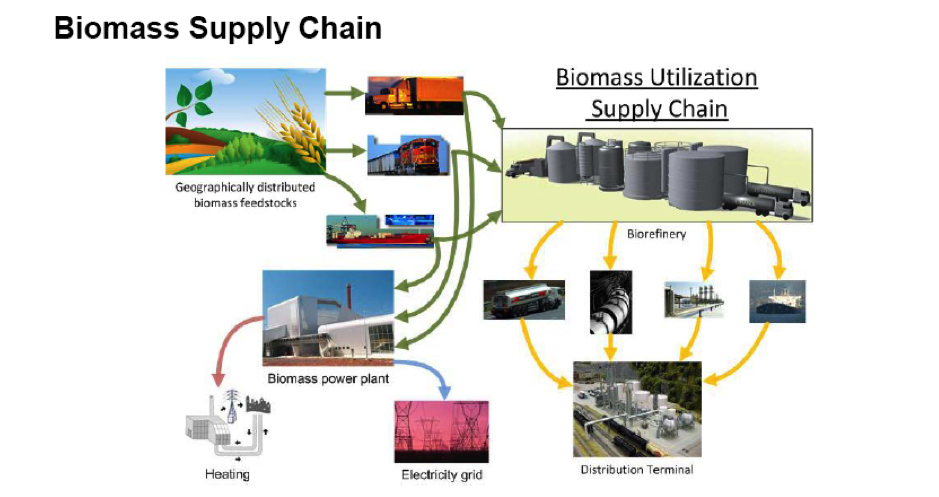 Biomass Supply Chain
Biomass Utilization
Supply Chain
Geographically distributed
biomass feedstocks
Biorefinery
Biomass power plant
Heating
Electricity grid
Distribution Terminal